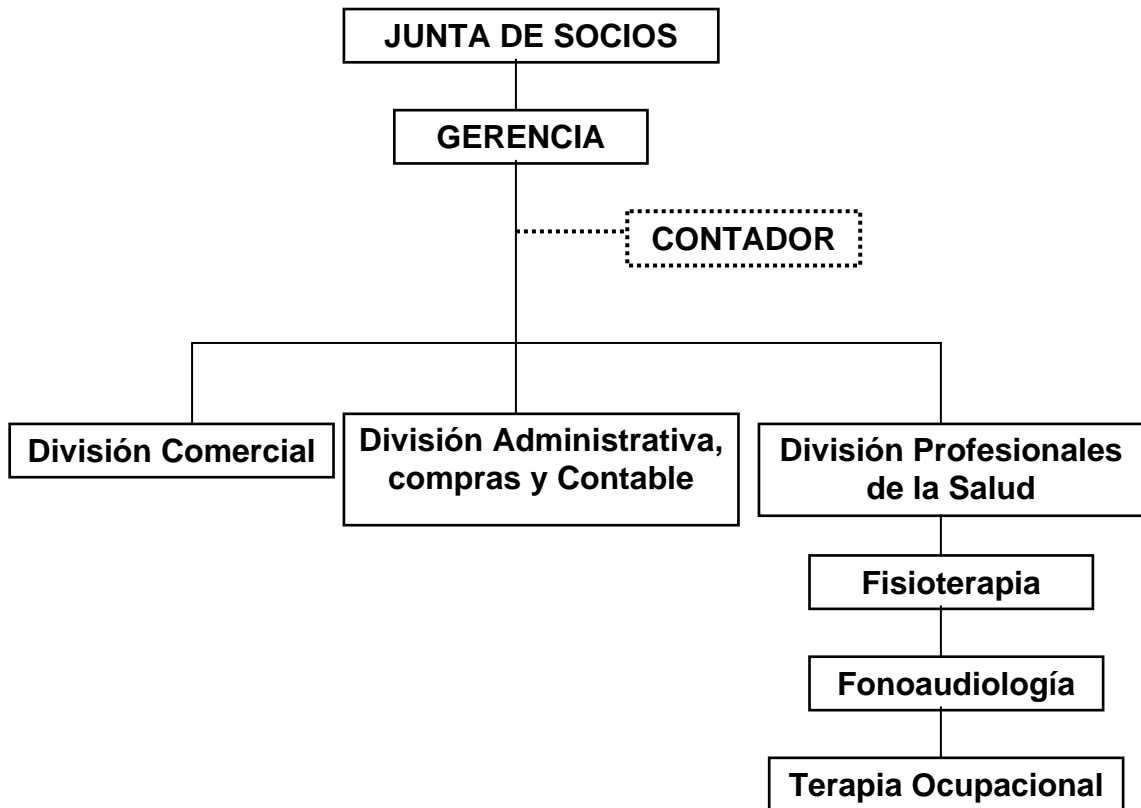 JUNTA DE SOCIOS
GERENCIA
CONTADOR
División Comercial
División Administrativa,
compras y Contable
División Profesionales
de la Salud
Fisioterapia
Fonoaudiología
Terapia Ocupacional